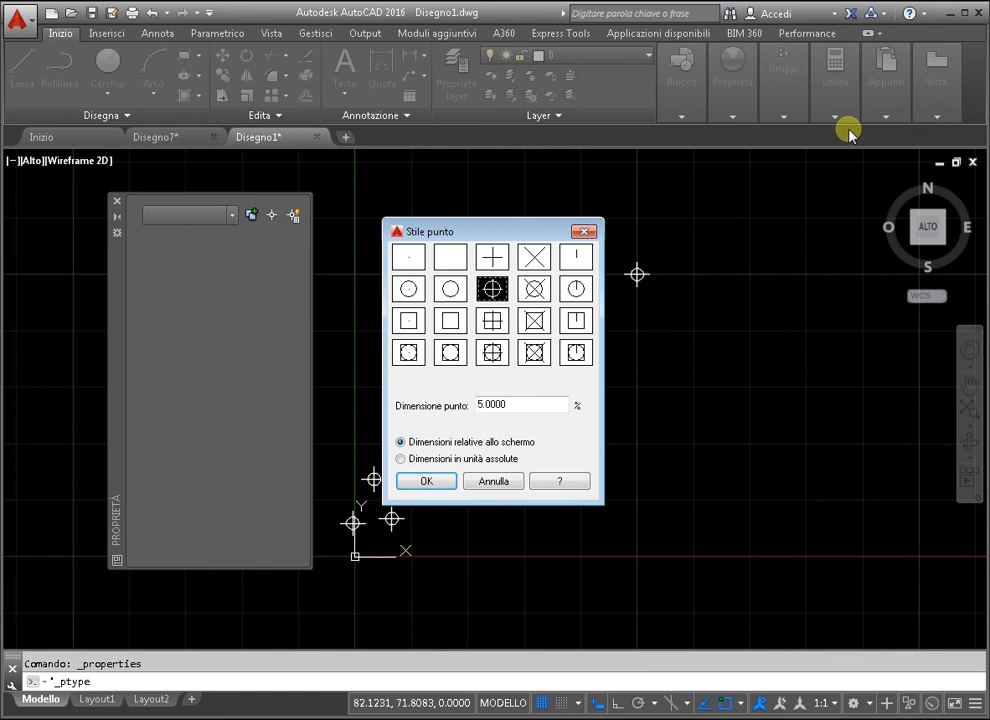 Autodesk AutoCAD 2016 Disegno1.dwg
Digitare parola chiave o frase
Accedi
Inizio Inserisci Annota Parametrico Vista Gestisci Output Moduli aggiuntivi A360 Express Tools Applicazioni disponibili BIM 360 Performance
0
Linea Polilinea Cerchio Arco Testo Quota Proprietà layer Blocco Proprietà Gruppi Utilità Appunti Vista
Disegna Edita Annotazione Layer
Inizio Disegno7* Disegno1*
[−][Alto][Wireframe 2D]
N
O ALTO E
S
WCS
PROPRIETÀ
Stile punto
Dimensione punto: 5.0000 %
Dimensioni relative allo schermo
Dimensioni in unità assolute
OK Annulla ?
Y
X
Comando: _properties
'_ptype
Modello Layout1 Layout2 +
82.1231, 71.8083, 0.0000 MODELLO 1:1